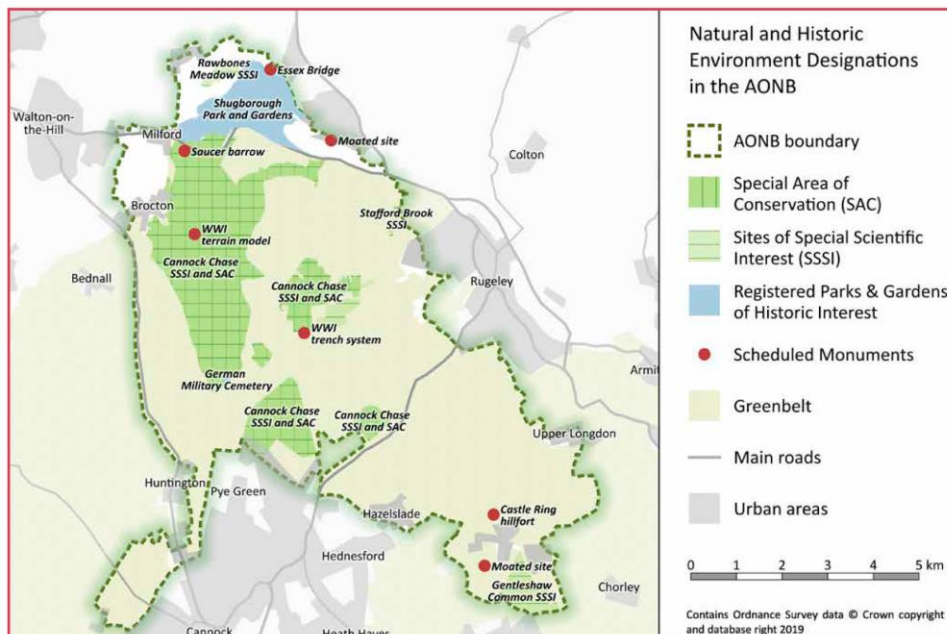 Rawbones
Meadow SSSI
Essex Bridge
Shugborough
Park and Gardens
Walton-on-
the-Hill
Milford
Moated site
Saucer barrow
Colton
Brocton
Stafford Brook
SSSI
WWI
terrain model
Cannock Chase
SSSI and SAC
Bednall
Rugeley
Cannock Chase
SSSI and SAC
WWI
trench system
German
Military Cemetery
Armit
Cannock Chase
SSSI and SAC
Cannock Chase
SSSI and SAC
Upper Longdon
Huntington
Pye Green
Hazelslade
Castle Ring
hillfort
Hednesford
Moated site
Gentleshaw
Common SSSI
Chorley
Cannock
Heath Hayes
Natural and Historic
Environment Designations
in the AONB
AONB boundary
Special Area of
Conservation (SAC)
Sites of Special Scientific
Interest (SSSI)
Registered Parks & Gardens
of Historic Interest
Scheduled Monuments
Greenbelt
Main roads
Urban areas
0 1 2 3 4 5 km
Contains Ordnance Survey data © Crown copyright
and database right 2019